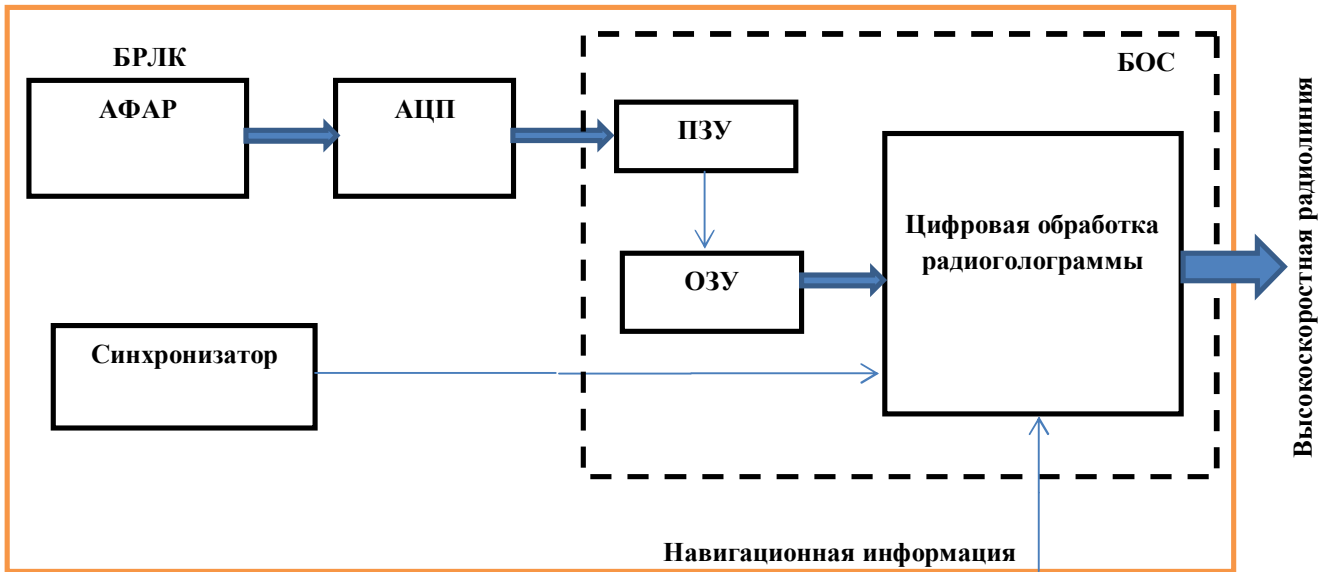 БРЛК
БОС
АФАР
АЦП
ПЗУ
ОЗУ
Цифровая обработка
радиоголограммы
Синхронизатор
Навигационная информация
Высокоскоростная радиолиния